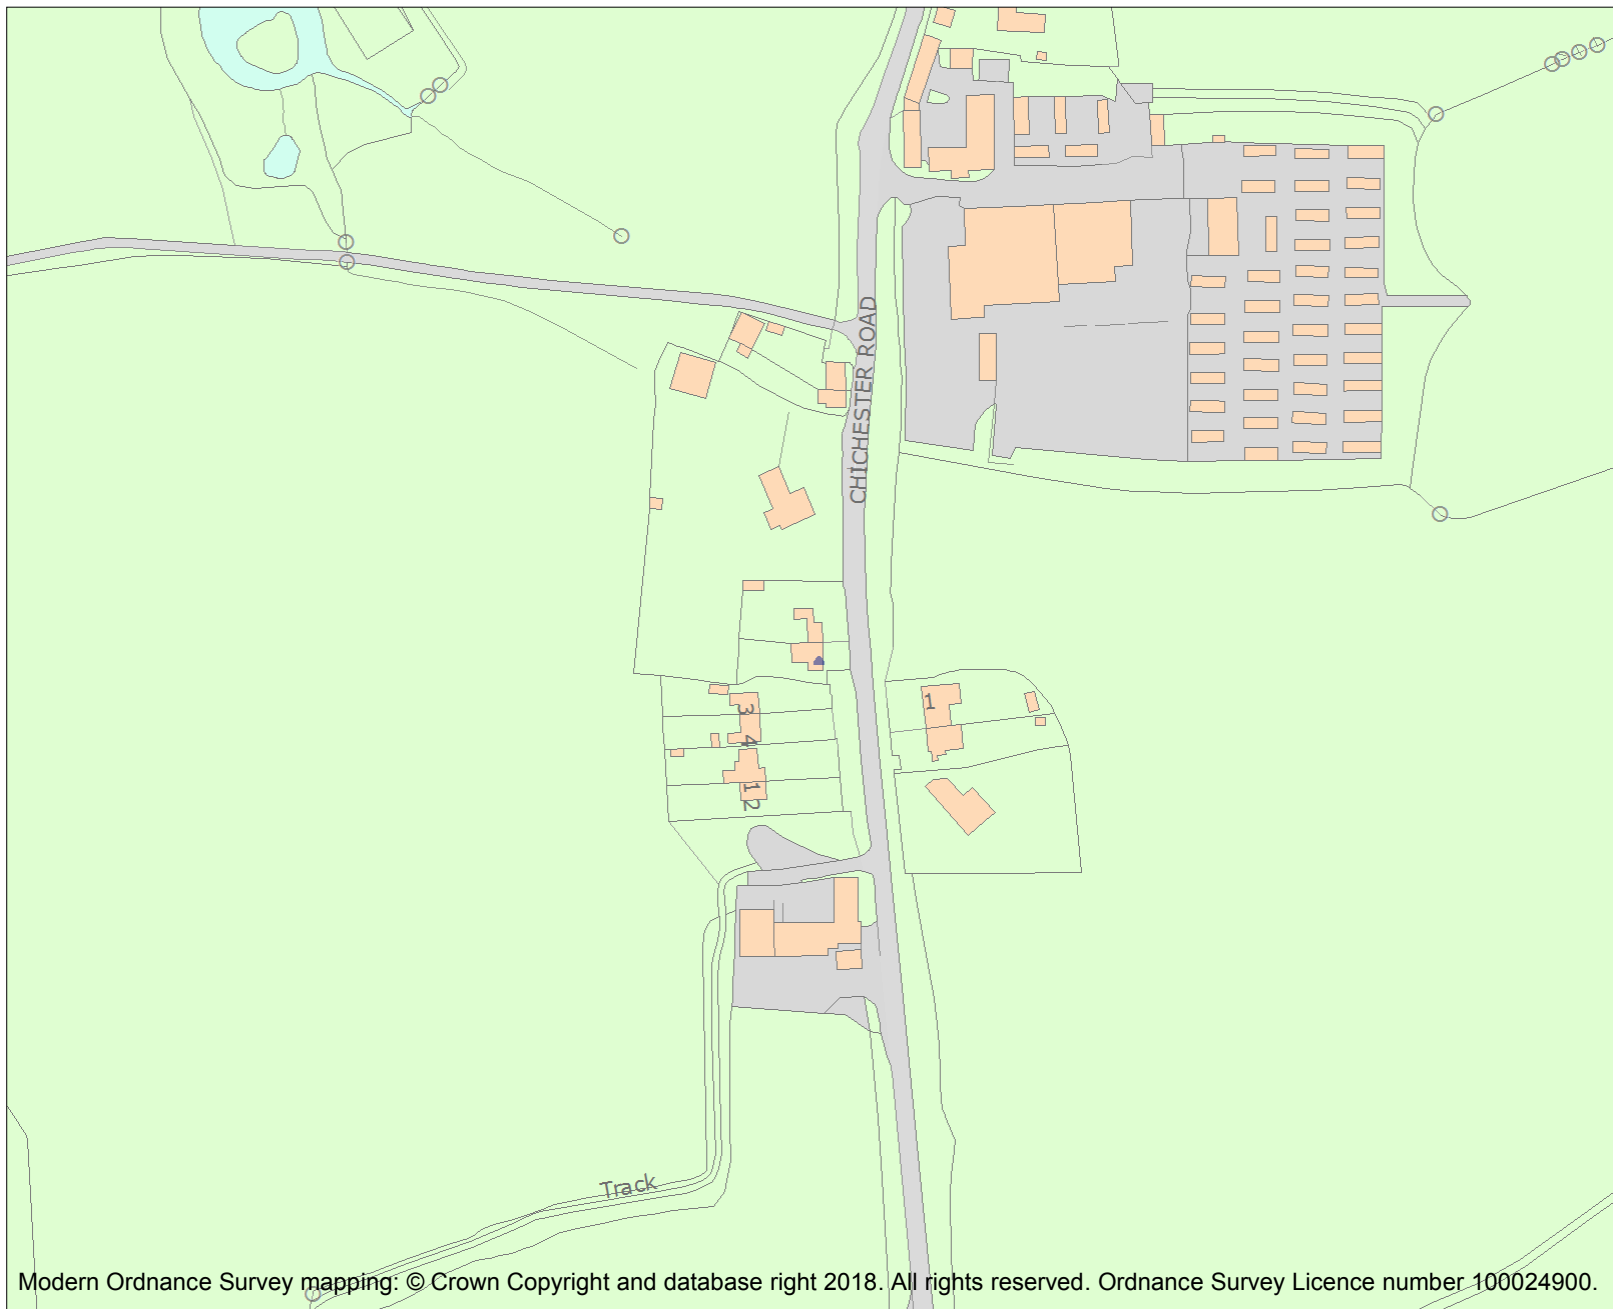 CHICHESTER ROAD
1
3
4
1
2
Track
Modern Ordnance Survey mapping: © Crown Copyright and database right 2018. All rights reserved. Ordnance Survey Licence number 100024900.